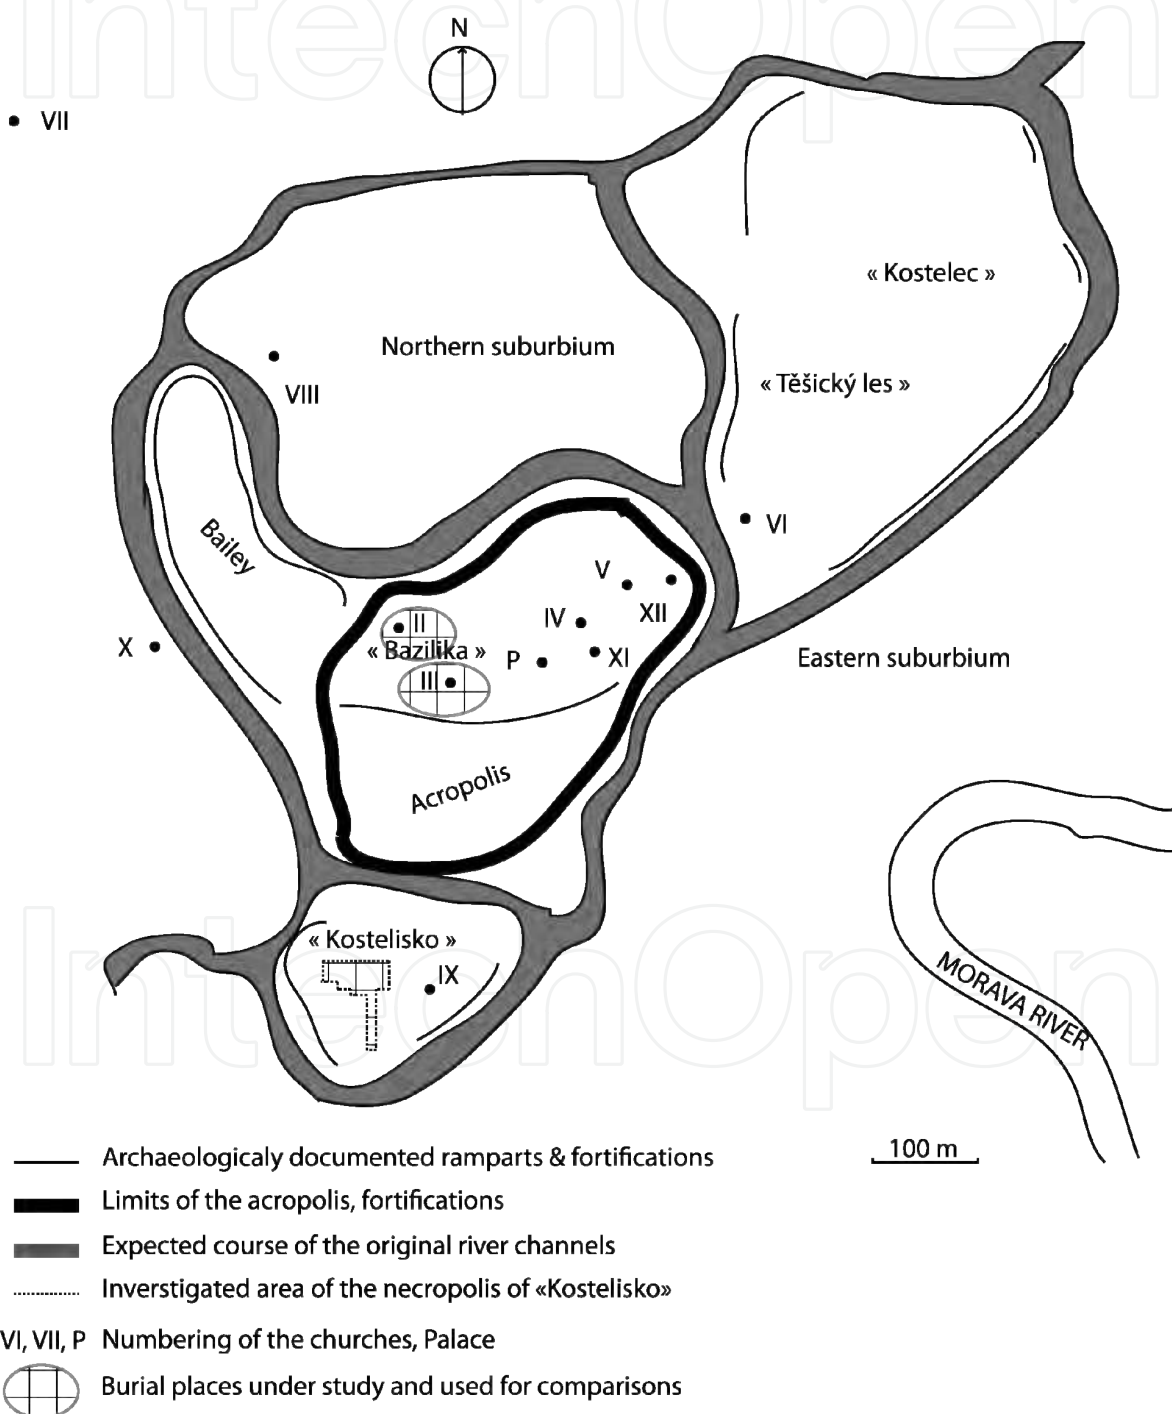 N
VII
« Kostelec »
Northern suburbium
« Těšický les »
VIII
VI
Bailey
V
XII
II
IV
X
« Bazilika »
P
XI
Eastern suburbium
III
Acropolis
« Kostelisko »
IX
MORAVA RIVER
100 m
Archaeologicaly documented ramparts & fortifications
Limits of the acropolis, fortifications
Expected course of the original river channels
Inverstigated area of the necropolis of «Kostelisko»
VI, VII, P Numbering of the churches, Palace
Burial places under study and used for comparisons
IntechOpen
IntechOpen